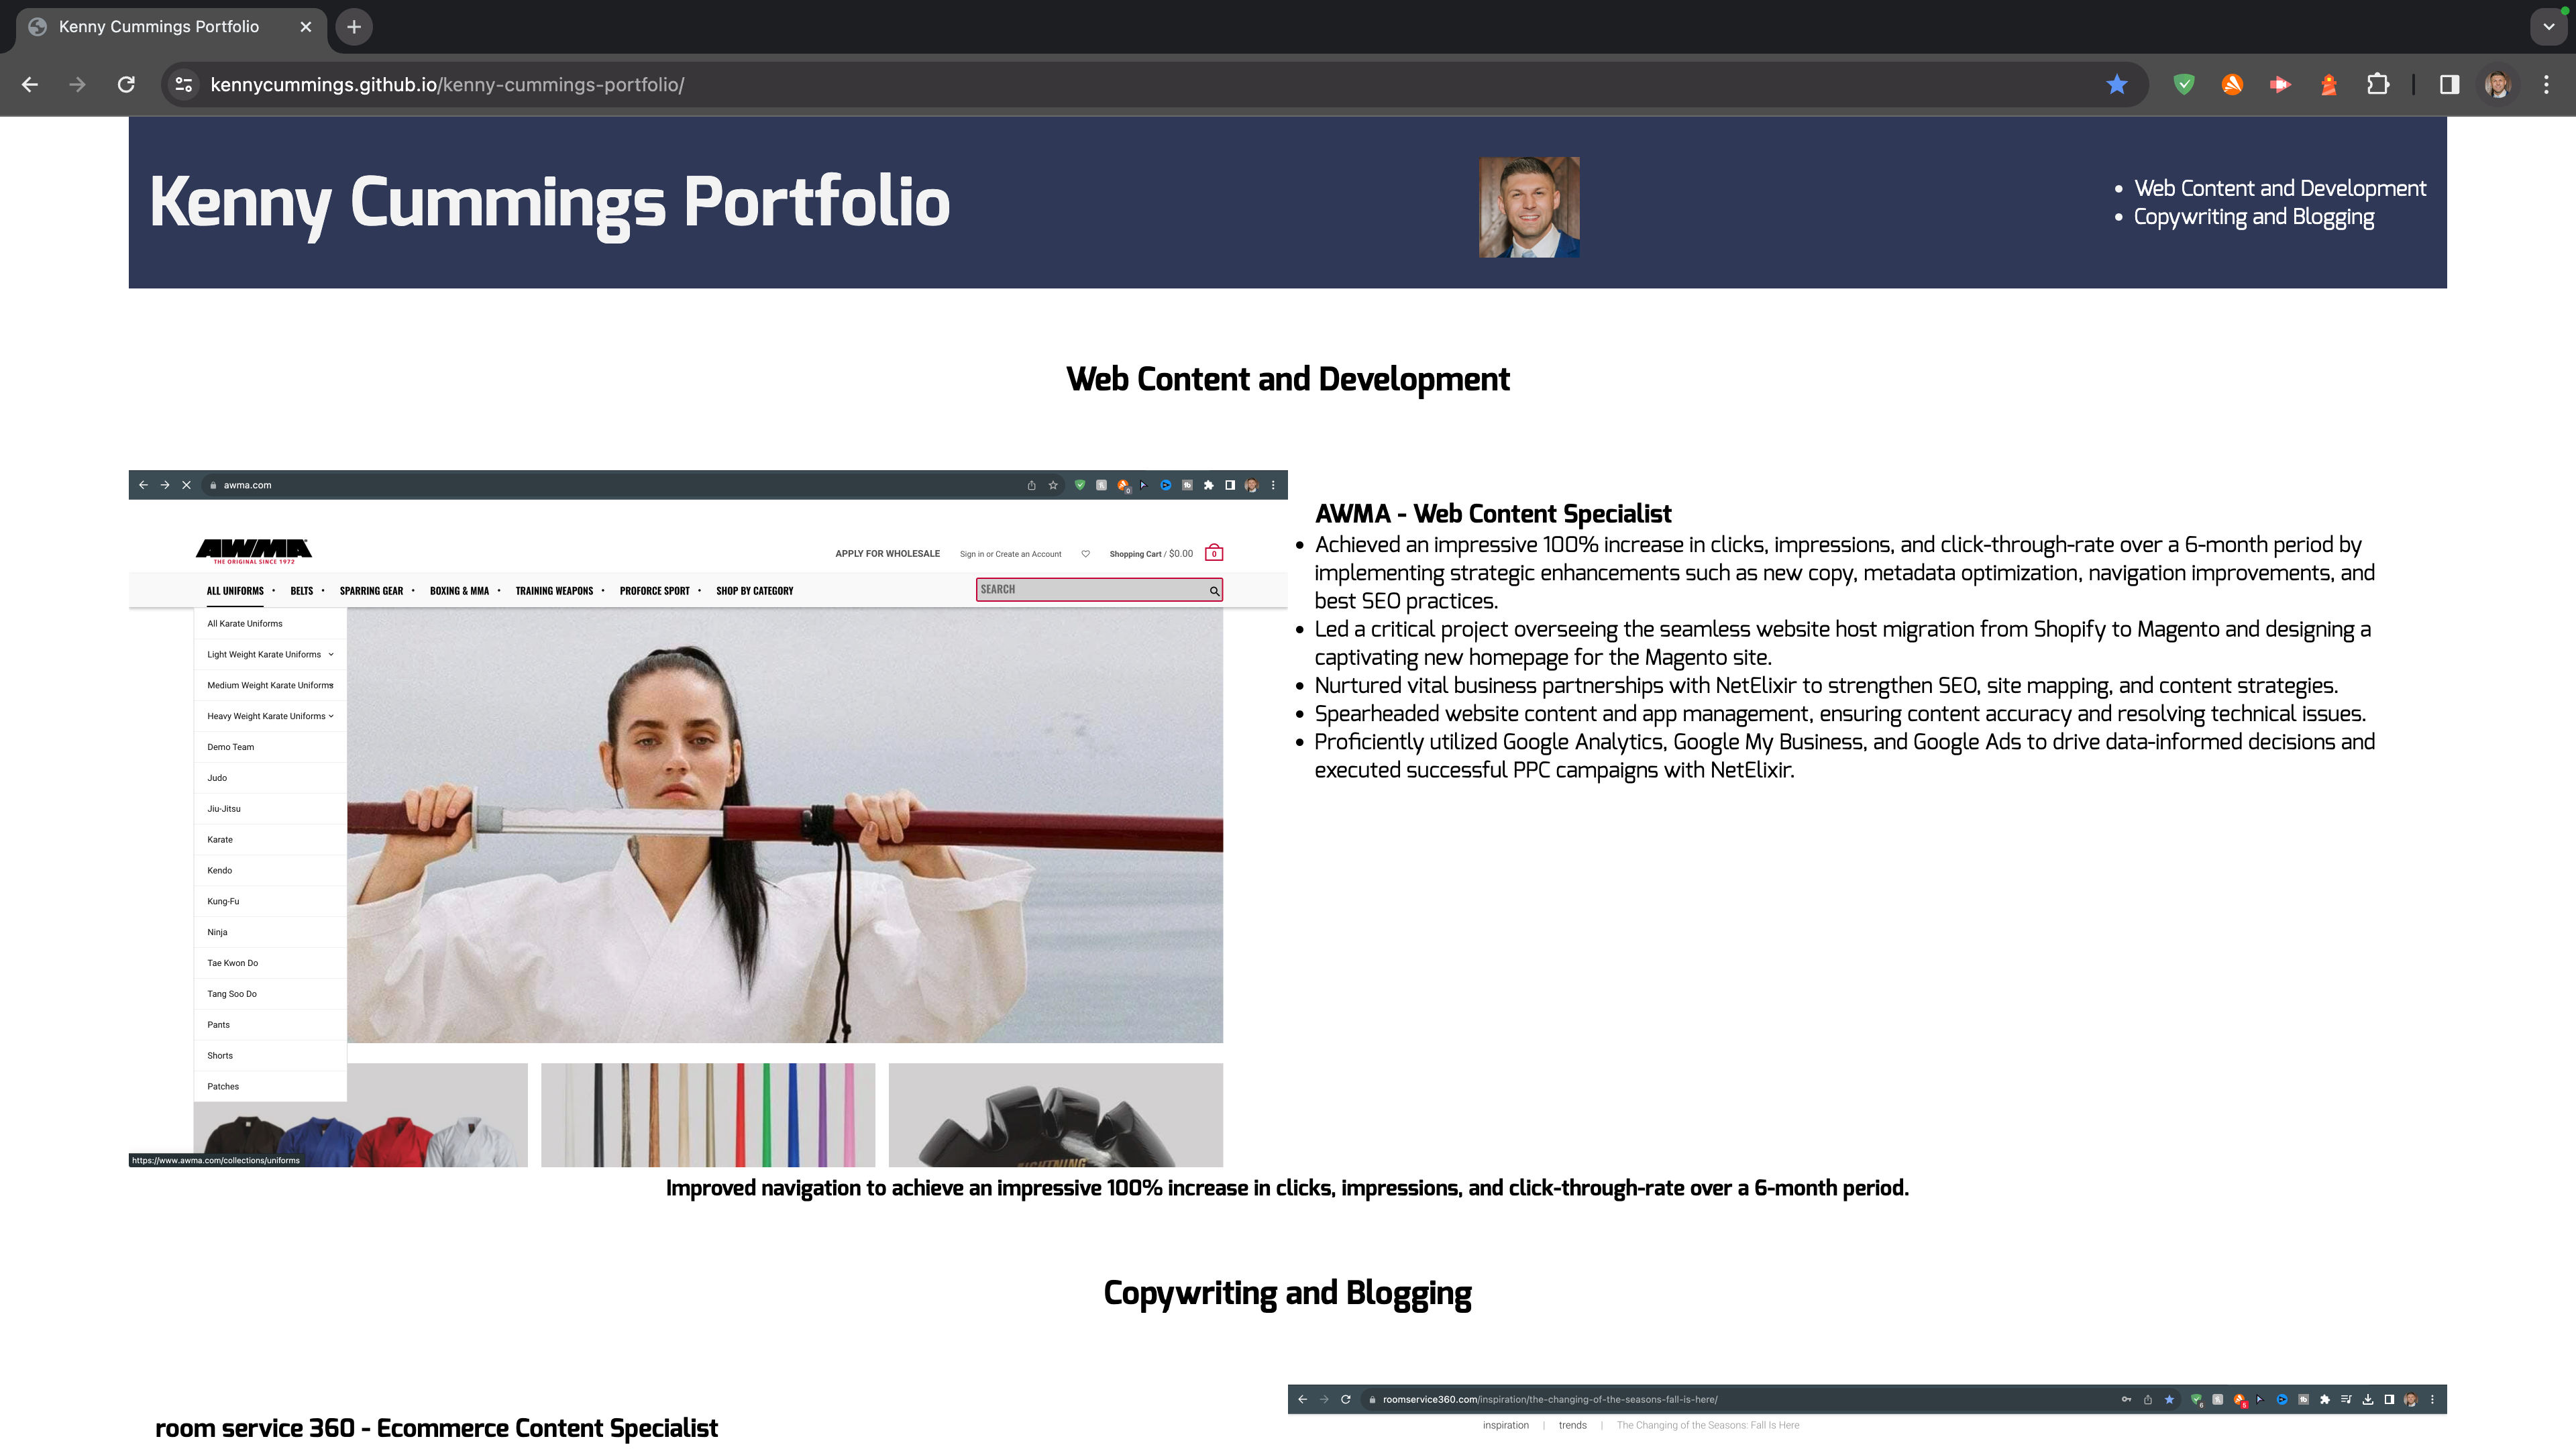 Kenny Cummings Portfolio
kennycummings.github.io/kenny-cummings-portfolio/
Kenny Cummings Portfolio
Web Content and Development
Copywriting and Blogging
Web Content and Development
awma.com
AWMA
THE ORIGINAL SINCE 1972
APPLY FOR WHOLESALE
Sign in or Create an Account
Shopping Cart / $0.00
0
ALL UNIFORMS • BELTS • SPARRING GEAR • BOXING & MMA • TRAINING WEAPONS • PROFORCE SPORT • SHOP BY CATEGORY
SEARCH
All Karate Uniforms
Light Weight Karate Uniforms
Medium Weight Karate Uniforms
Heavy Weight Karate Uniforms
Demo Team
Judo
Jiu-Jitsu
Karate
Kendo
Kung-Fu
Ninja
Tae Kwon Do
Tang Soo Do
Pants
Shorts
Patches
LIGHTNING
https://www.awma.com/collections/uniforms
AWMA - Web Content Specialist
Achieved an impressive 100% increase in clicks, impressions, and click-through-rate over a 6-month period by
implementing strategic enhancements such as new copy, metadata optimization, navigation improvements, and
best SEO practices.
Led a critical project overseeing the seamless website host migration from Shopify to Magento and designing a
captivating new homepage for the Magento site.
Nurtured vital business partnerships with NetElixir to strengthen SEO, site mapping, and content strategies.
Spearheaded website content and app management, ensuring content accuracy and resolving technical issues.
Proficiently utilized Google Analytics, Google My Business, and Google Ads to drive data-informed decisions and
executed successful PPC campaigns with NetElixir.
Improved navigation to achieve an impressive 100% increase in clicks, impressions, and click-through-rate over a 6-month period.
Copywriting and Blogging
room service 360 - Ecommerce Content Specialist
roomservice360.com/inspiration/the-changing-of-the-seasons-fall-is-here/
inspiration | trends | The Changing of the Seasons: Fall Is Here